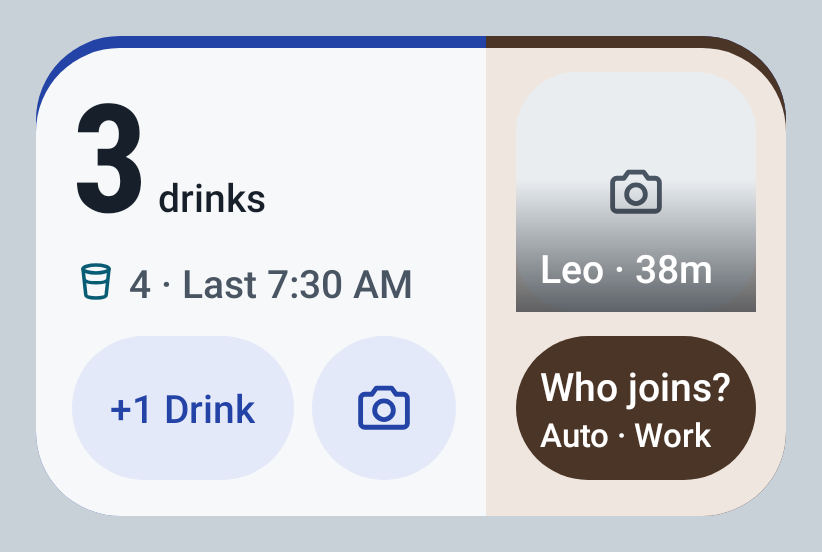 3 drinks
4 · Last 7:30 AM
+1 Drink
Leo · 38m
Who joins?
Auto · Work